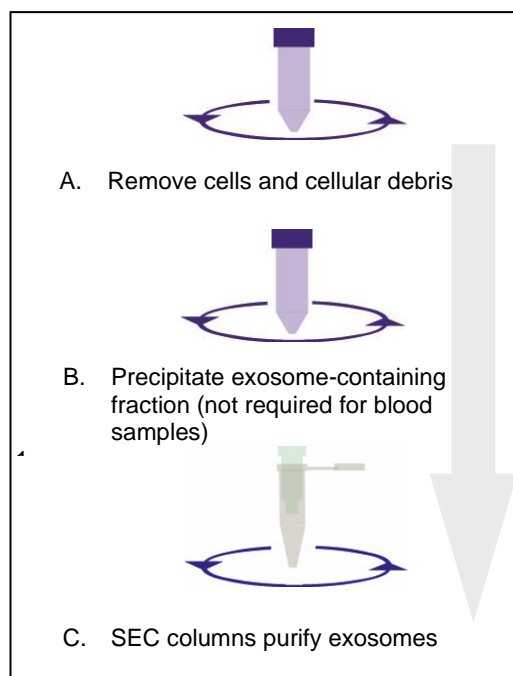 A. Remove cells and cellular debris
B. Precipitate exosome-containing
fraction (not required for blood
samples)
C. SEC columns purify exosomes